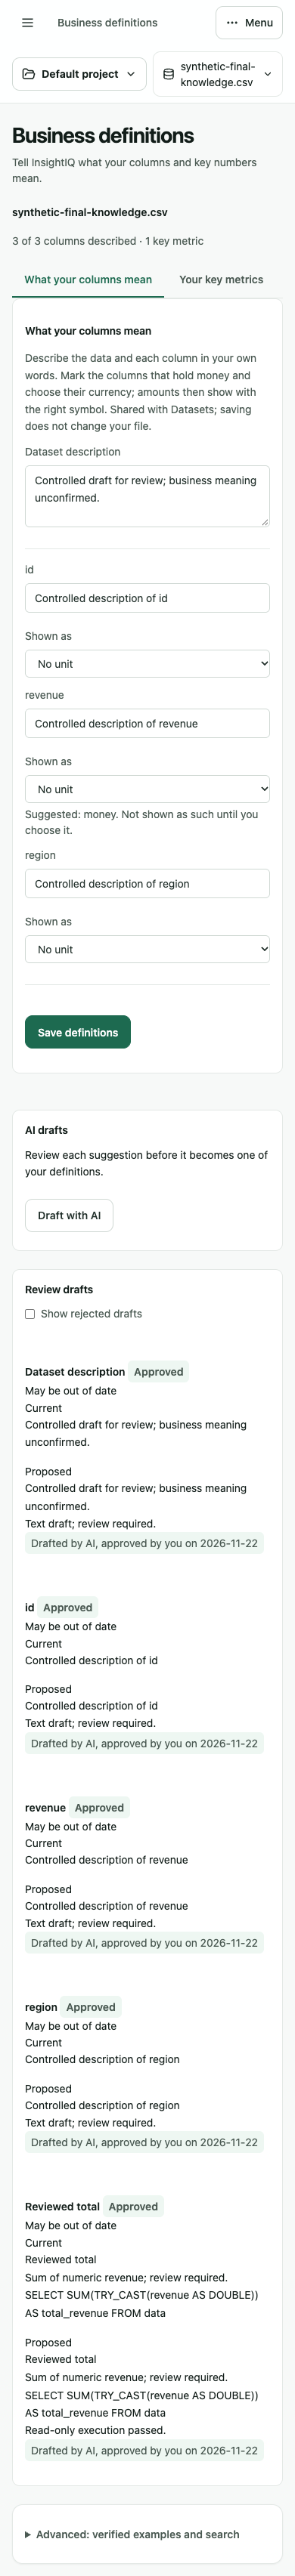 Business definitions
Menu
Default project
synthetic-final-
knowledge.csv
Business definitions
Tell InsightIQ what your columns and key numbers
mean.
synthetic-final-knowledge.csv
3 of 3 columns described · 1 key metric
What your columns mean
Your key metrics
What your columns mean
Describe the data and each column in your own
words. Mark the columns that hold money and
choose their currency; amounts then show with
the right symbol. Shared with Datasets; saving
does not change your file.
Dataset description
Controlled draft for review; business meaning
unconfirmed.
id
Controlled description of id
Shown as
No unit
revenue
Controlled description of revenue
Shown as
No unit
Suggested: money. Not shown as such until you
choose it.
region
Controlled description of region
Shown as
No unit
Save definitions
AI drafts
Review each suggestion before it becomes one of
your definitions.
Draft with AI
Review drafts
Show rejected drafts
Dataset description Approved
May be out of date
Current
Controlled draft for review; business meaning
unconfirmed.
Proposed
Controlled draft for review; business meaning
unconfirmed.
Text draft; review required.
Drafted by AI, approved by you on 2026-11-22
id Approved
May be out of date
Current
Controlled description of id
Proposed
Controlled description of id
Text draft; review required.
Drafted by AI, approved by you on 2026-11-22
revenue Approved
May be out of date
Current
Controlled description of revenue
Proposed
Controlled description of revenue
Text draft; review required.
Drafted by AI, approved by you on 2026-11-22
region Approved
May be out of date
Current
Controlled description of region
Proposed
Controlled description of region
Text draft; review required.
Drafted by AI, approved by you on 2026-11-22
Reviewed total Approved
May be out of date
Current
Reviewed total
Sum of numeric revenue; review required.
SELECT SUM(TRY_CAST(revenue AS DOUBLE))
AS total_revenue FROM data
Proposed
Reviewed total
Sum of numeric revenue; review required.
SELECT SUM(TRY_CAST(revenue AS DOUBLE))
AS total_revenue FROM data
Read-only execution passed.
Drafted by AI, approved by you on 2026-11-22
Advanced: verified examples and search